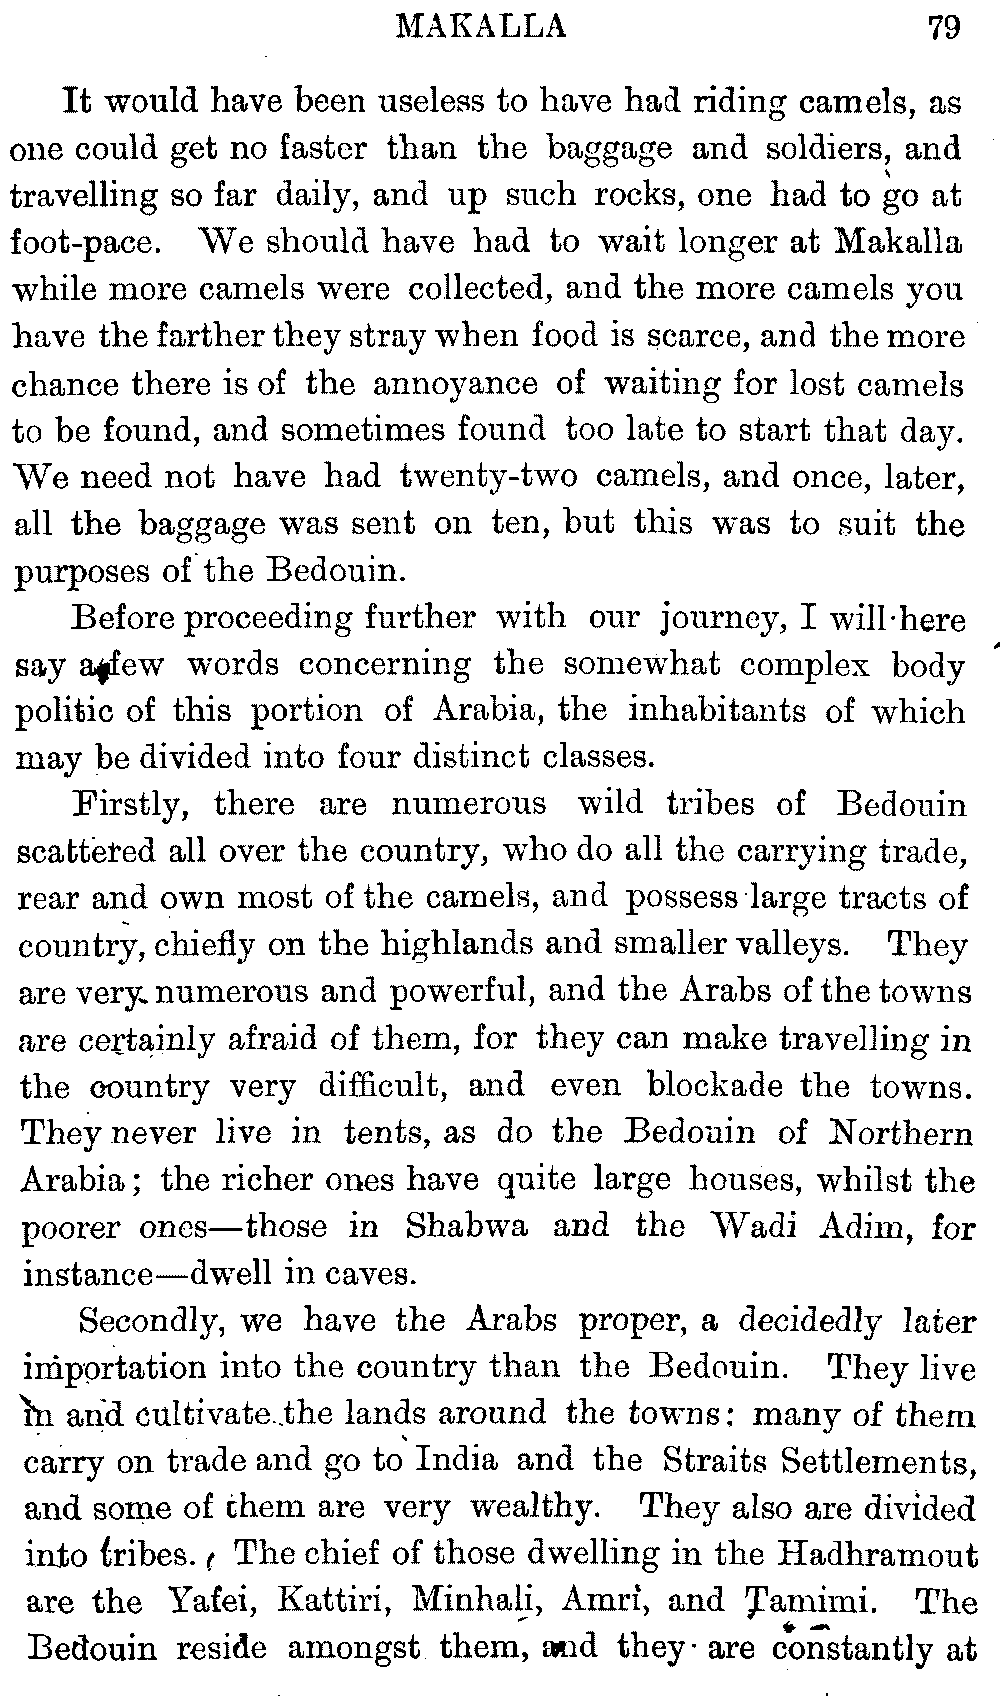 MAKALLA 79
It would have been useless to have had riding camels, as
one could get no faster than the baggage and soldiers, and
travelling so far daily, and up such rocks, one had to go at
foot-pace. We should have had to wait longer at Makalla
while more camels were collected, and the more camels you
have the farther they stray when food is scarce, and the more
chance there is of the annoyance of waiting for lost camels
to be found, and sometimes found too late to start that day.
We need not have had twenty-two camels, and once, later,
all the baggage was sent on ten, but this was to suit the
purposes of the Bedouin.
Before proceeding further with our journey, I will here
say a few words concerning the somewhat complex body
politic of this portion of Arabia, the inhabitants of which
may be divided into four distinct classes.
Firstly, there are numerous wild tribes of Bedouin
scattered all over the country, who do all the carrying trade,
rear and own most of the camels, and possess large tracts of
country, chiefly on the highlands and smaller valleys. They
are very numerous and powerful, and the Arabs of the towns
are certainly afraid of them, for they can make travelling in
the country very difficult, and even blockade the towns.
They never live in tents, as do the Bedouin of Northern
Arabia; the richer ones have quite large houses, whilst the
poorer ones—those in Shabwa and the Wadi Adim, for
instance—dwell in caves.
Secondly, we have the Arabs proper, a decidedly later
importation into the country than the Bedouin. They live
in and cultivate the lands around the towns: many of them
carry on trade and go to India and the Straits Settlements,
and some of them are very wealthy. They also are divided
into tribes. The chief of those dwelling in the Hadhramout
are the Yafei, Kattiri, Minhali, Amri, and Tamimi. The
Bedouin reside amongst them, and they are constantly at